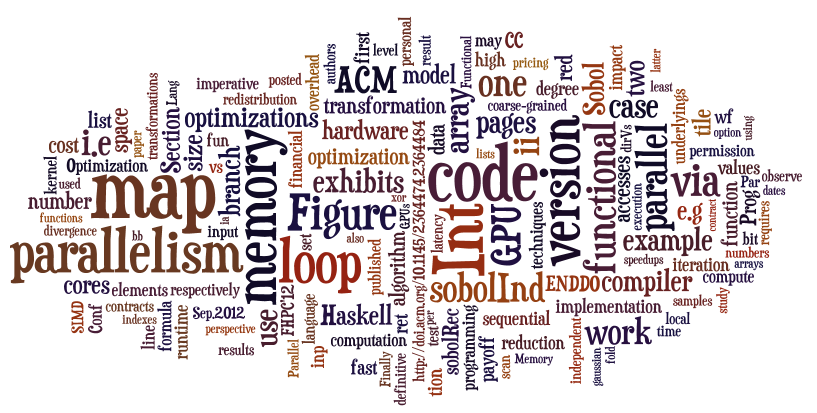 map
parallelism
memory
loop
code
version
Int
GPU
Figure
functional
parallel
via
work
array
ACM
one
sobolInd
compiler
Haskell
example
exhibits
optimizations
pages
case
branch
Section
use
transformation
hardware
optimization
number
i.e
cores
cost
list
space
Optimization
kernel
used
functions
divergence
bb
input
elements
respectively
SIMD
Conf
contracts
indexes
line
formula
runtime
Sep.2012
perspective
results
FHPC12
Parallel
language
inp
set
also
published
computation
fast
Finally
definitive
ret
algorithm
http://doi.acm.org/10.1145/2364474.2364484
GPUs
xor
latency
test
per
tion
sobolRec
programming
payoff
scan
Memory
reduction
sequential
implementation
independent
gaussian
fold
local
time
samples
study
compute
iteration
arrays
numbers
speedups
ENDDO
techniques
execution
accesses
dirVs
e.g
contract
function
Prog
Par
bit
requires
dates
observe
values
permission
option
using
wf
tile
underlyings
least
latter
two
impact
Sobol
red
degree
coarse-grained
pricing
high
may
CC
Functional
model
data
lists
ii
result
personal
level
first
authors
overhead
posted
imperative
redistribution
Lang
transformations
paper
size
fun
vs
la
financial